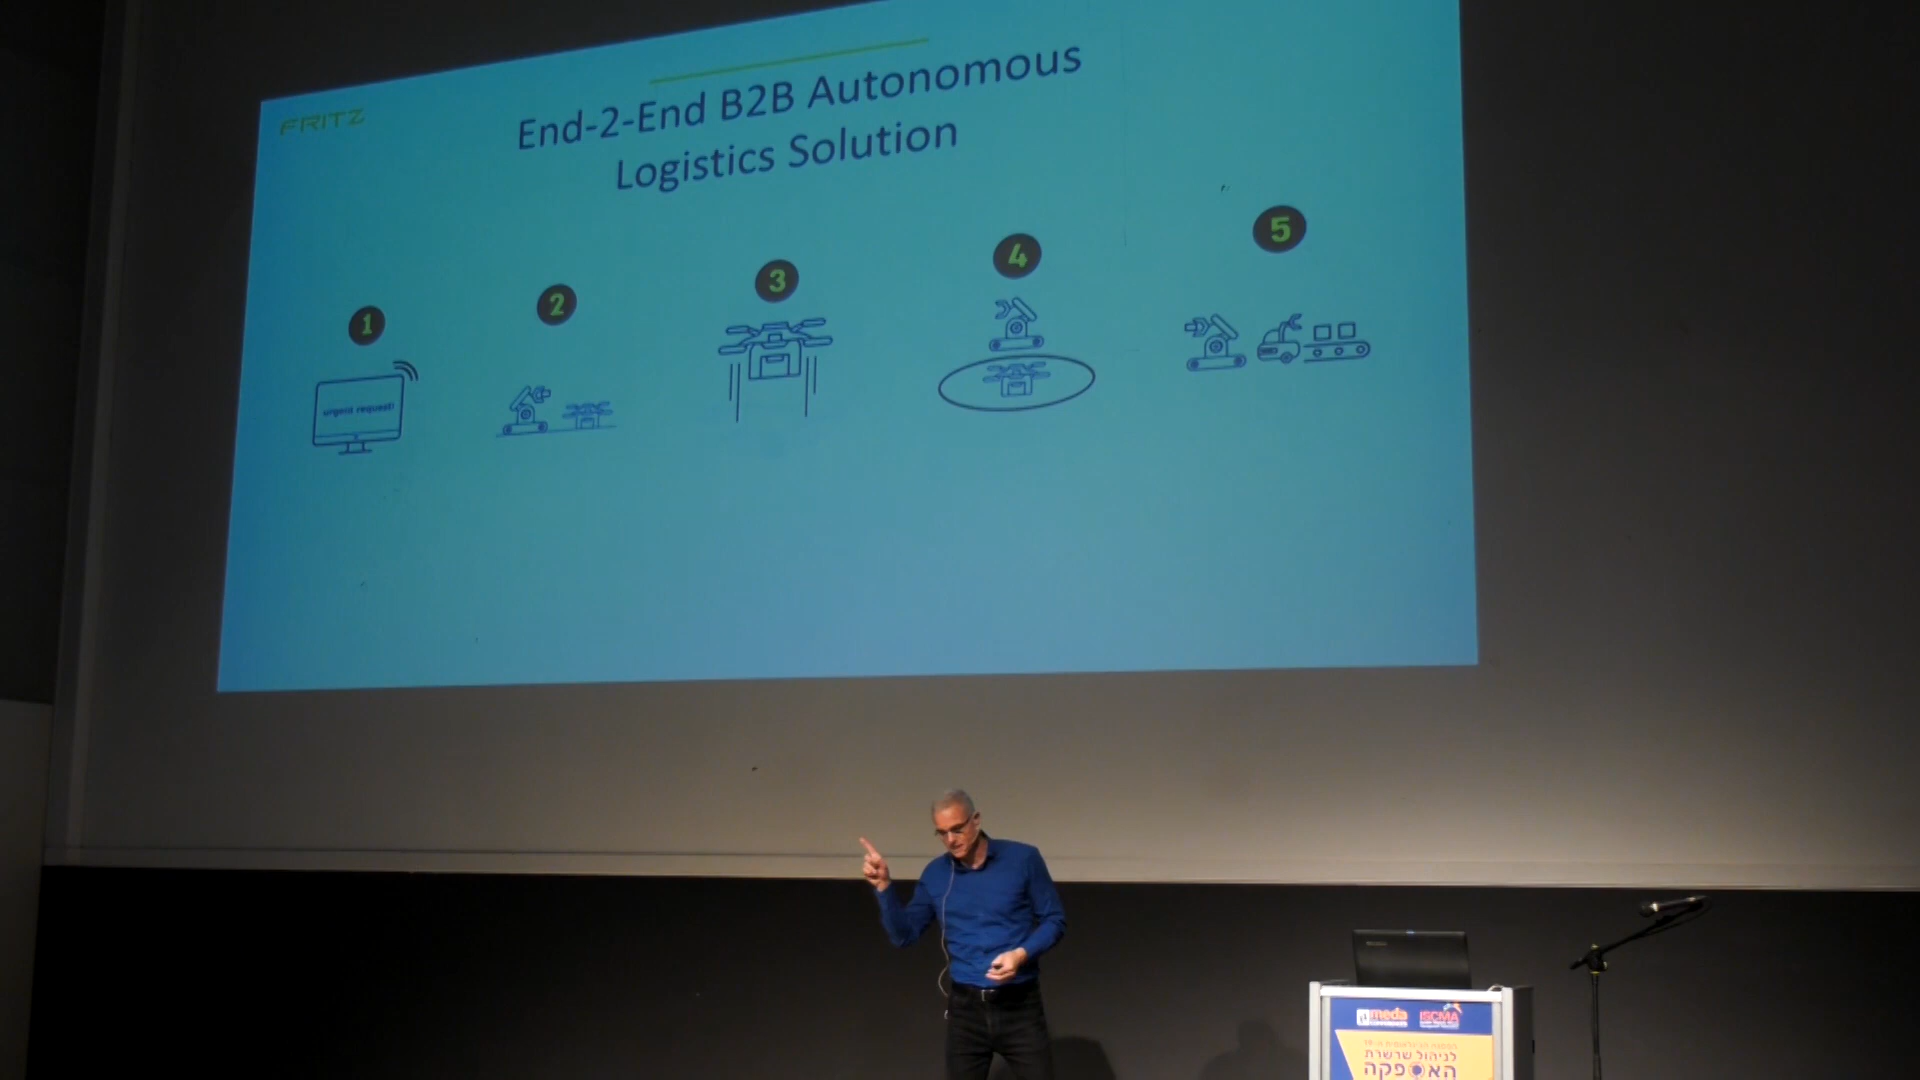 FRITZ
End-2-End B2B Autonomous
Logistics Solution
1
2
3
4
5
urgent request!
meda
CONFERENCES
ISCMA
לניהול שרשרת
האספקה